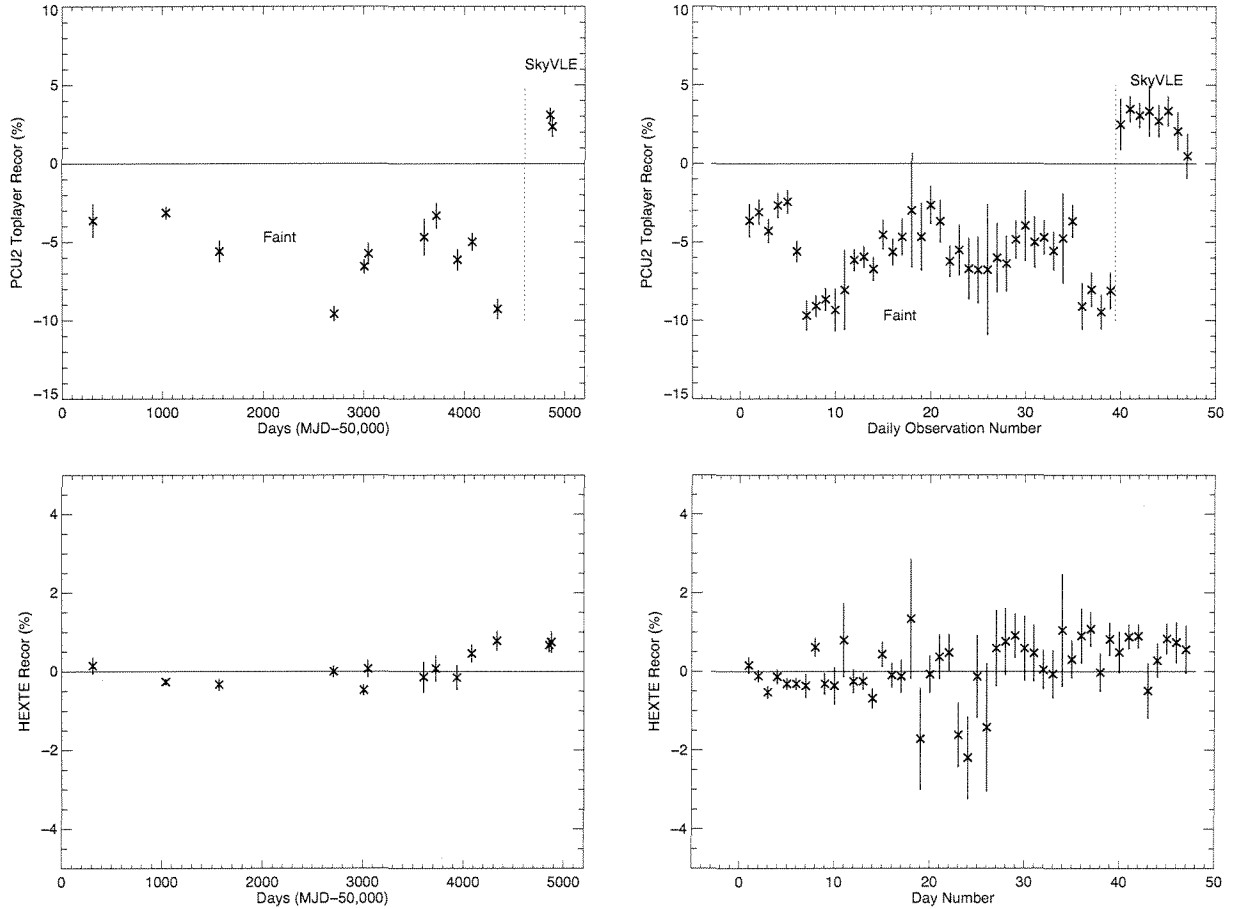 10
5
0
−5
−10
−15
PCU2 Toplayer Recor (%)
SkyVLE
Faint
0 1000 2000 3000 4000 5000
Days (MJD−50,000)
10
5
0
−5
−10
−15
PCU2 Toplayer Recor (%)
SkyVLE
Faint
0 10 20 30 40 50
Daily Observation Number
4
2
0
−2
−4
HEXTE Recor (%)
0 1000 2000 3000 4000 5000
Days (MJD−50,000)
4
2
0
−2
−4
HEXTE Recor (%)
0 10 20 30 40 50
Day Number